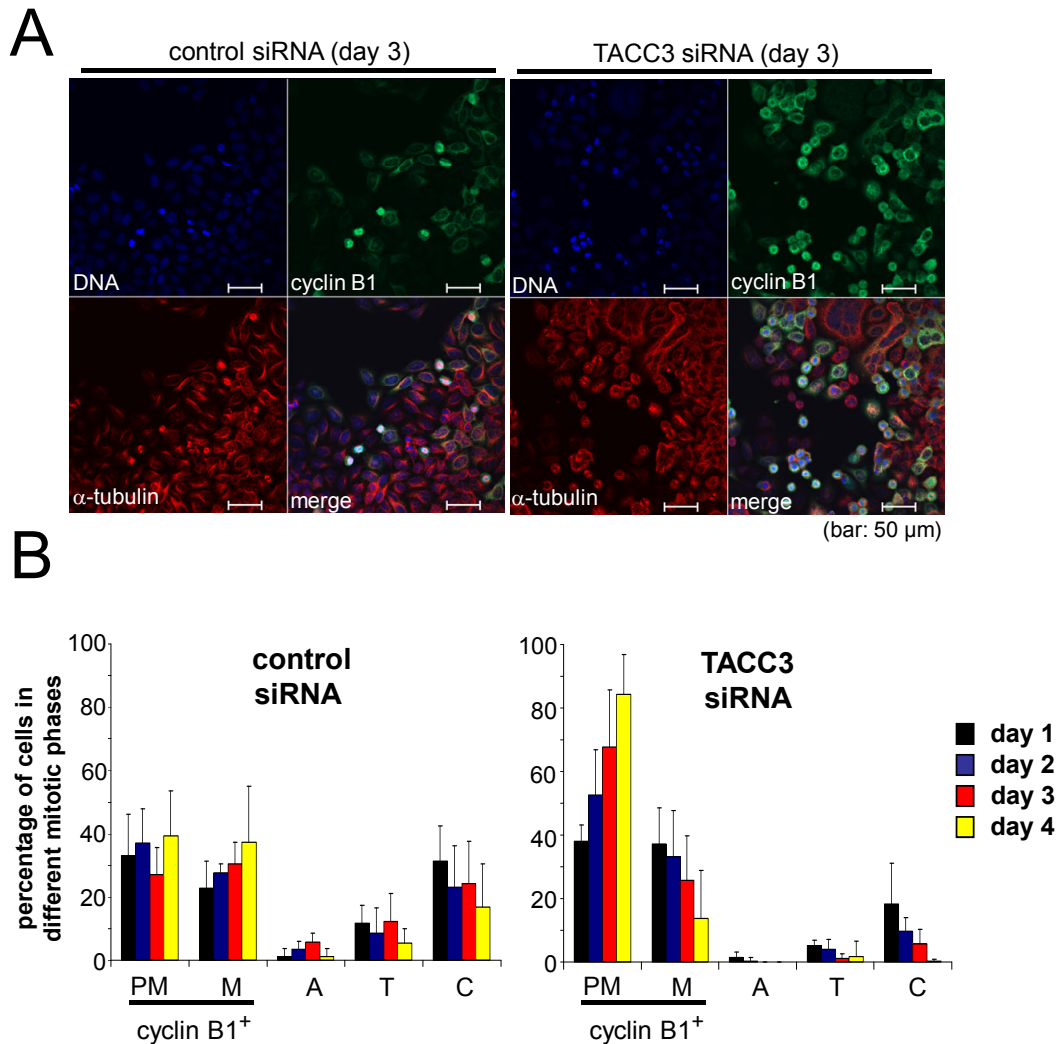 A
control siRNA (day 3)
TACC3 siRNA (day 3)
DNA
cyclin B1
DNA
cyclin B1
α-tubulin
merge
α-tubulin
merge
(bar: 50 µm)
B
percentage of cells in
different mitotic phases
100
80
60
40
20
0
control
siRNA
PM
M
A
T
C
cyclin B1+
100
80
60
40
20
0
TACC3
siRNA
PM
M
A
T
C
cyclin B1+
day 1
day 2
day 3
day 4